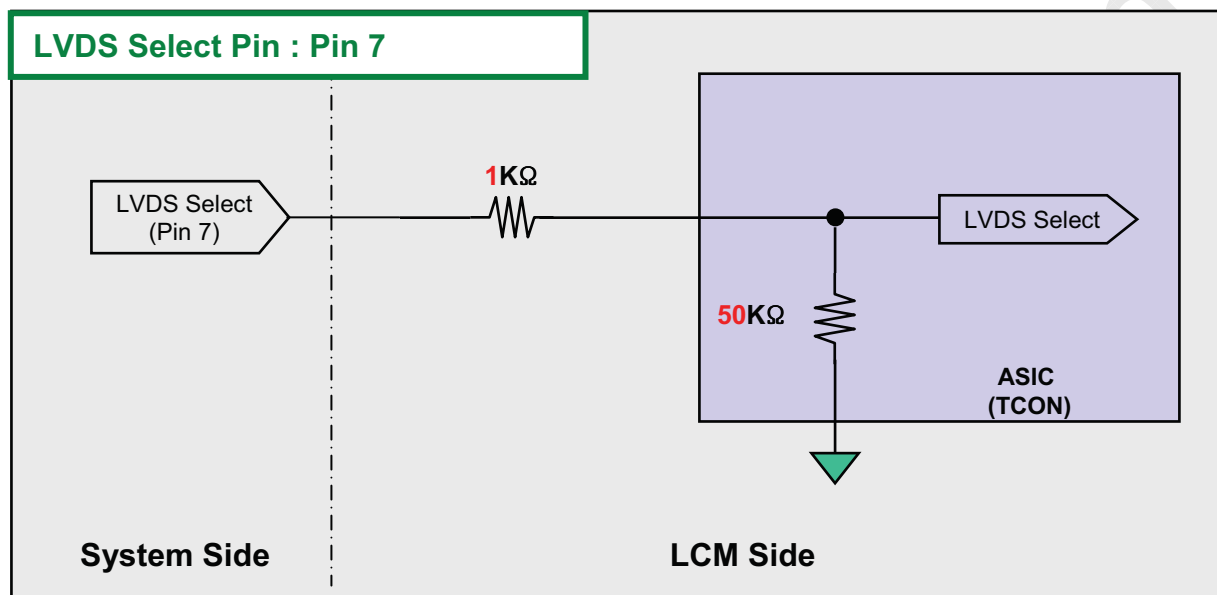 LVDS Select Pin : Pin 7
1KΩ
LVDS Select
(Pin 7)
LVDS Select
50KΩ
ASIC
(TCON)
System Side
LCM Side